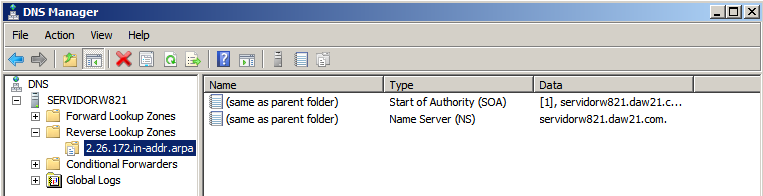 DNS Manager
File Action View Help
DNS
SERVIDORW821
Forward Lookup Zones
Reverse Lookup Zones
2.26.172.in-addr.arpa
Conditional Forwarders
Global Logs
Name Type Data
(same as parent folder) Start of Authority (SOA) [1], servidorw821.daw21.c...
(same as parent folder) Name Server (NS) servidorw821.daw21.com.